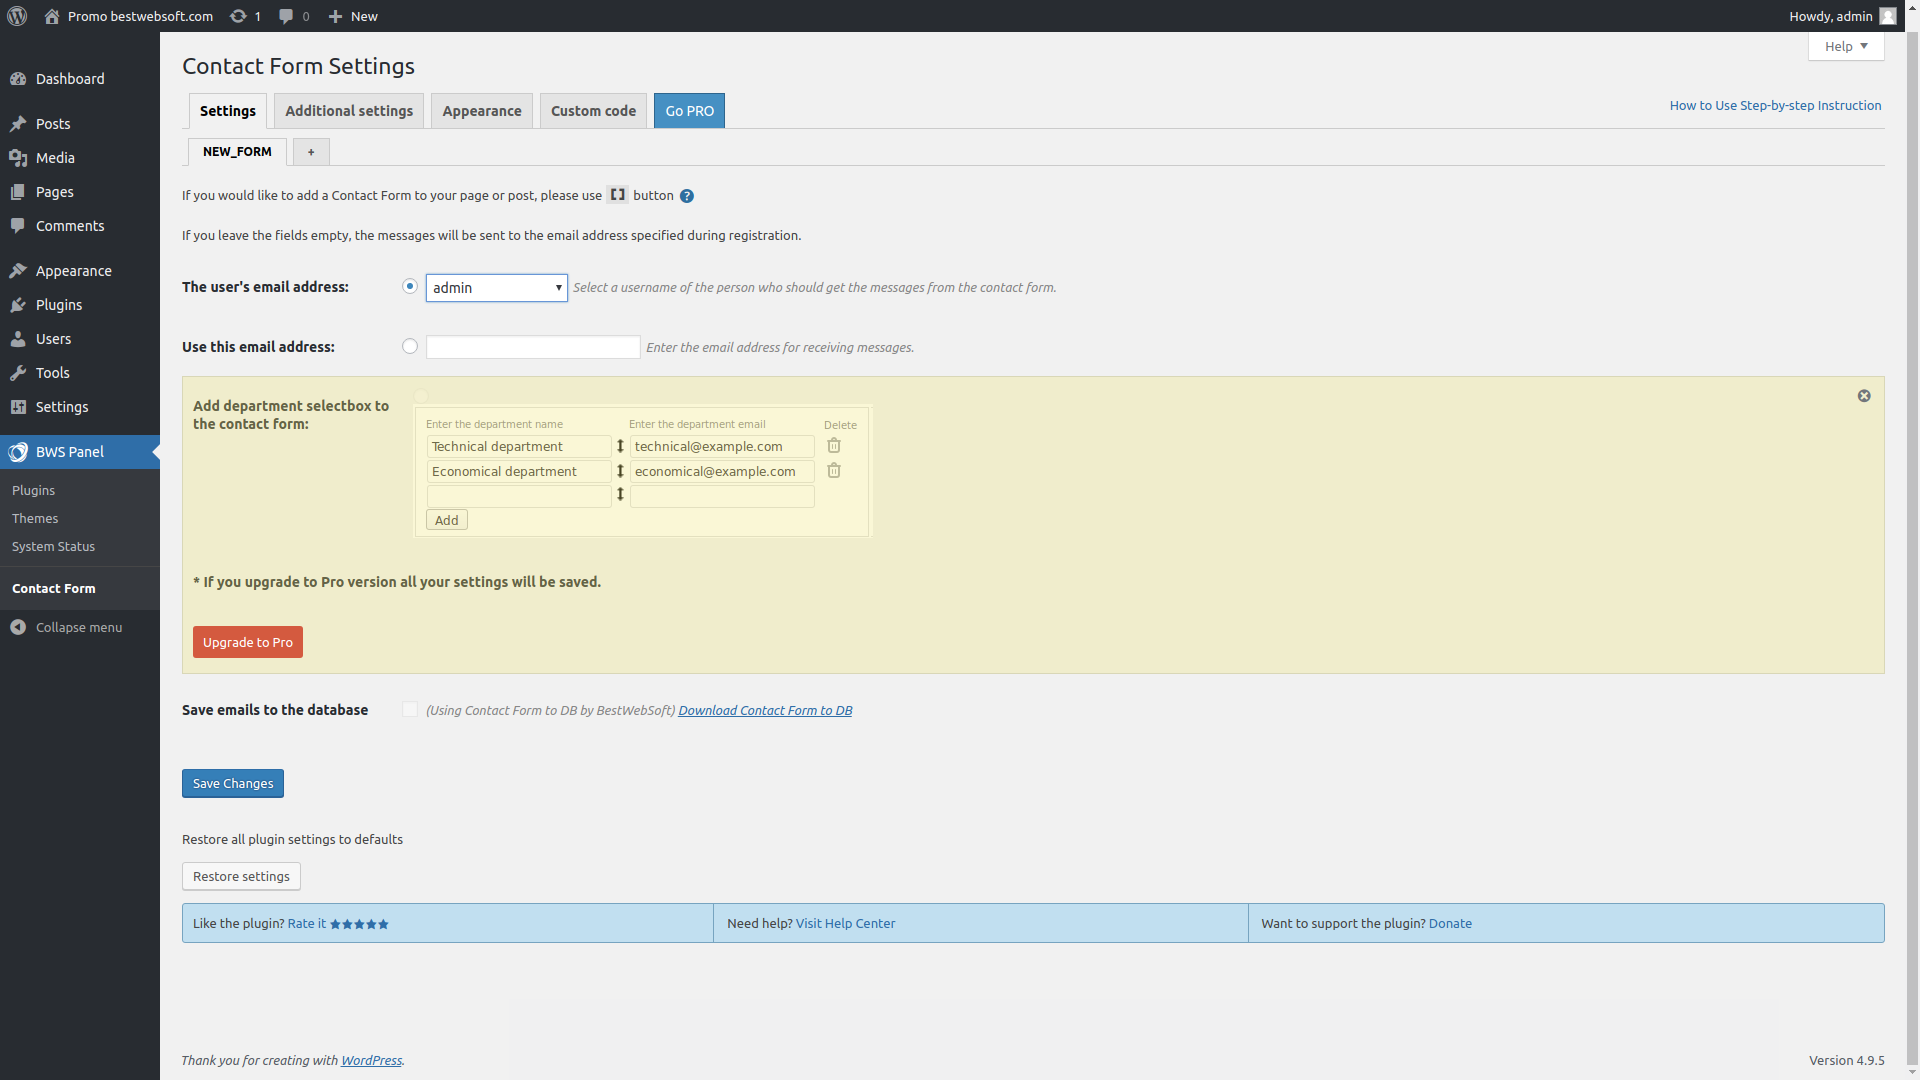 Promo bestwebsoft.com 1 0 New Howdy, admin
Help
Dashboard
Posts
Media
Pages
Comments
Appearance
Plugins
Users
Tools
Settings
BWS Panel
Plugins
Themes
System Status
Contact Form
Collapse menu
Contact Form Settings
Settings Additional settings Appearance Custom code Go PRO
How to Use Step-by-step Instruction
NEW_FORM +
If you would like to add a Contact Form to your page or post, please use [] button ?
If you leave the fields empty, the messages will be sent to the email address specified during registration.
The user's email address: admin Select a username of the person who should get the messages from the contact form.
Use this email address: Enter the email address for receiving messages.
Add department selectbox to
the contact form:
Enter the department name Enter the department email Delete
Technical department technical@example.com
Economical department economical@example.com
Add
* If you upgrade to Pro version all your settings will be saved.
Upgrade to Pro
Save emails to the database (Using Contact Form to DB by BestWebSoft) Download Contact Form to DB
Save Changes
Restore all plugin settings to defaults
Restore settings
Like the plugin? Rate it ★★★★★ Need help? Visit Help Center Want to support the plugin? Donate
Thank you for creating with WordPress. Version 4.9.5